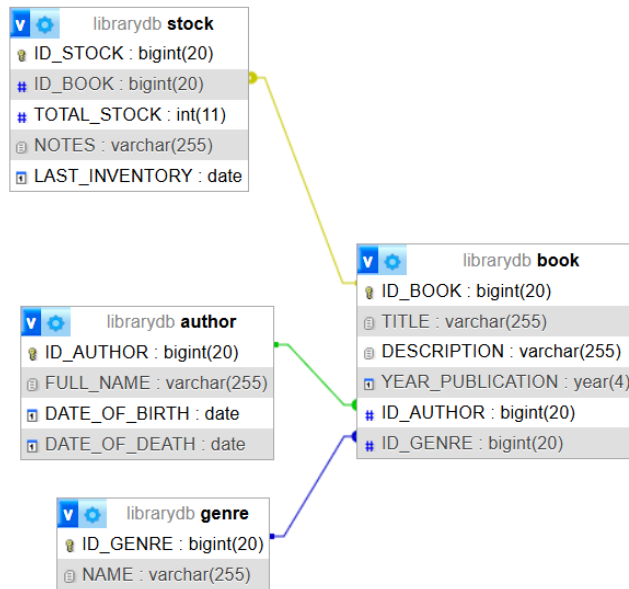 v librarydb stock
ID_STOCK : bigint(20)
# ID_BOOK : bigint(20)
# TOTAL_STOCK : int(11)
NOTES : varchar(255)
LAST_INVENTORY : date
v librarydb book
ID_BOOK : bigint(20)
TITLE : varchar(255)
DESCRIPTION : varchar(255)
YEAR_PUBLICATION : year(4)
# ID_AUTHOR : bigint(20)
# ID_GENRE : bigint(20)
v librarydb author
ID_AUTHOR : bigint(20)
FULL_NAME : varchar(255)
DATE_OF_BIRTH : date
DATE_OF_DEATH : date
v librarydb genre
ID_GENRE : bigint(20)
NAME : varchar(255)